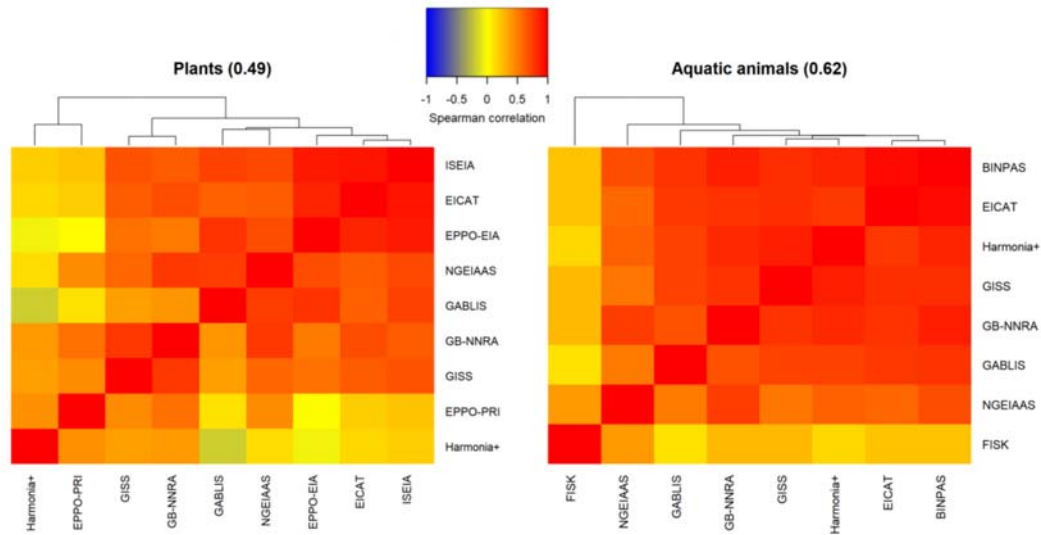 Plants (0.49)
-1 -0.5 0 0.5 1
Spearman correlation
Aquatic animals (0.62)
ISEIA
EICAT
EPPO-EIA
NGEIAAS
GABLIS
GB-NNRA
GISS
EPPO-PRI
Harmonia+
Harmonia+
EPPO-PRI
GISS
GB-NNRA
GABLIS
NGEIAAS
EPPO-EIA
EICAT
ISEIA
BINPAS
EICAT
Harmonia+
GISS
GB-NNRA
GABLIS
NGEIAAS
FISK
FISK
NGEIAAS
GABLIS
GB-NNRA
GISS
Harmonia+
EICAT
BINPAS